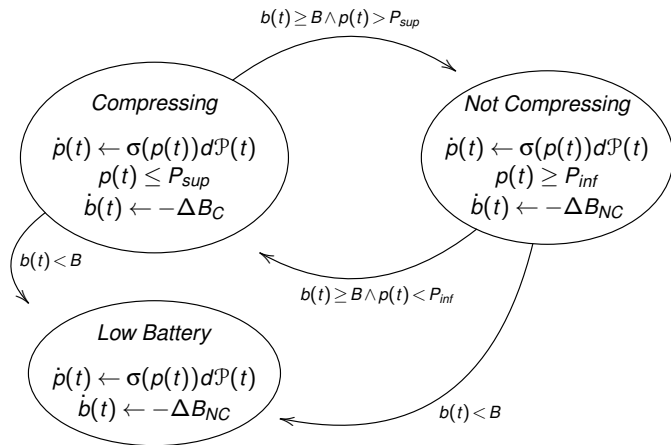 b(t) ≥ B ∧ p(t) > P_sup
Compressing
ṗ(t) ← σ(p(t))d𝒫(t)
p(t) ≤ P_sup
ḃ(t) ← −ΔB_C
Not Compressing
ṗ(t) ← σ(p(t))d𝒫(t)
p(t) ≥ P_inf
ḃ(t) ← −ΔB_NC
b(t) < B
b(t) ≥ B ∧ p(t) < P_inf
Low Battery
ṗ(t) ← σ(p(t))d𝒫(t)
ḃ(t) ← −ΔB_NC
b(t) < B